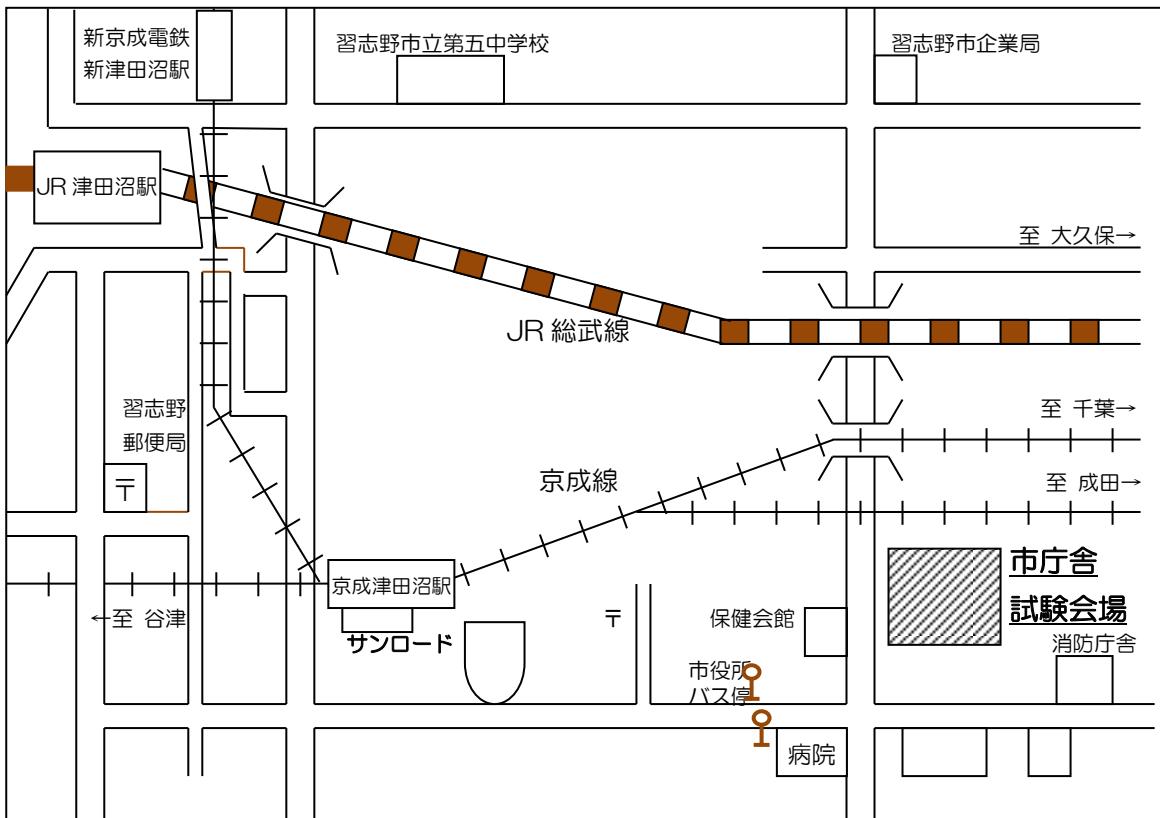 新京成電鉄
新津田沼駅
習志野市立第五中学校
習志野市企業局
JR 津田沼駅
至 大久保→
JR 総武線
習志野
郵便局
〒
至 千葉→
京成線
至 成田→
京成津田沼駅
市庁舎
試験会場
←至 谷津
サンロード
〒
保健会館
消防庁舎
市役所
バス停
病院